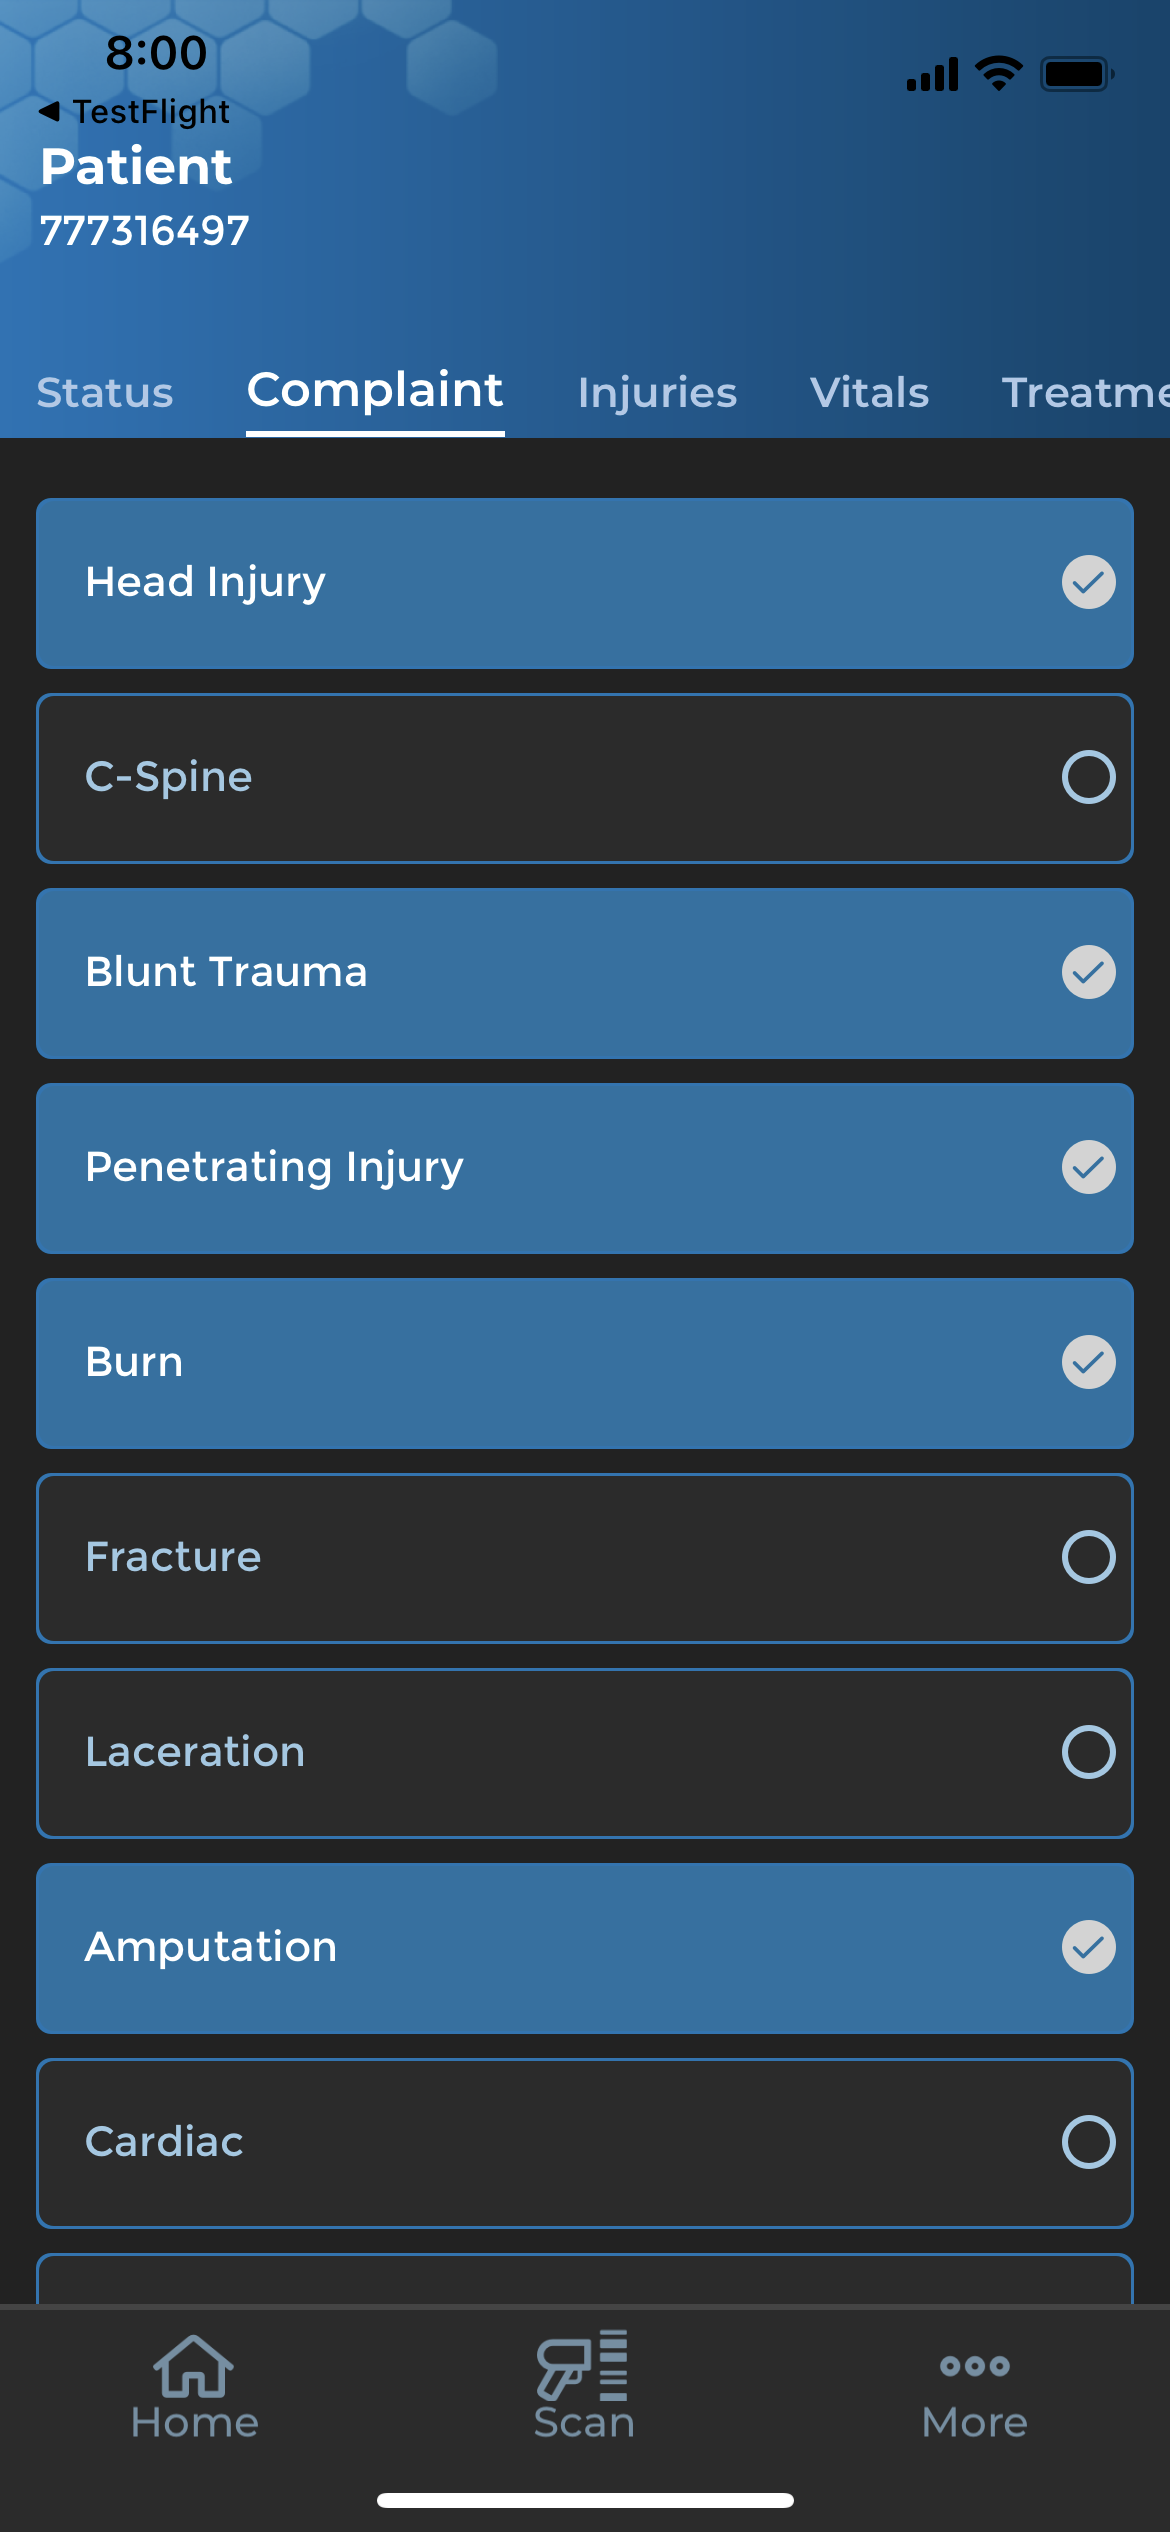 8:00
◀ TestFlight
Patient
777316497
Status Complaint Injuries Vitals Treatme
Head Injury
C-Spine
Blunt Trauma
Penetrating Injury
Burn
Fracture
Laceration
Amputation
Cardiac
Home Scan More